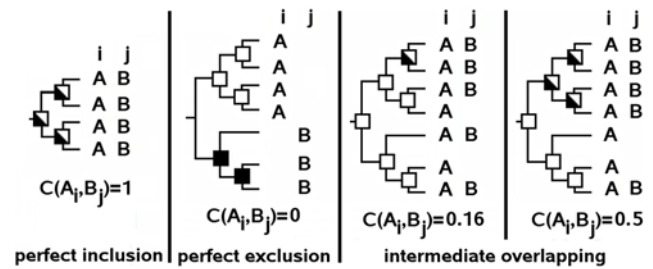 i j
A B
A B
A B
A B
C(Ai,Bj)=1
perfect inclusion
i j
A
A
A
A
B
B
B
C(Ai,Bj)=0
perfect exclusion
i j
A B
A B
A B
A
A B
A
A B
C(Ai,Bj)=0.16
i j
A B
A B
A B
A B
A
A
A B
C(Ai,Bj)=0.5
intermediate overlapping